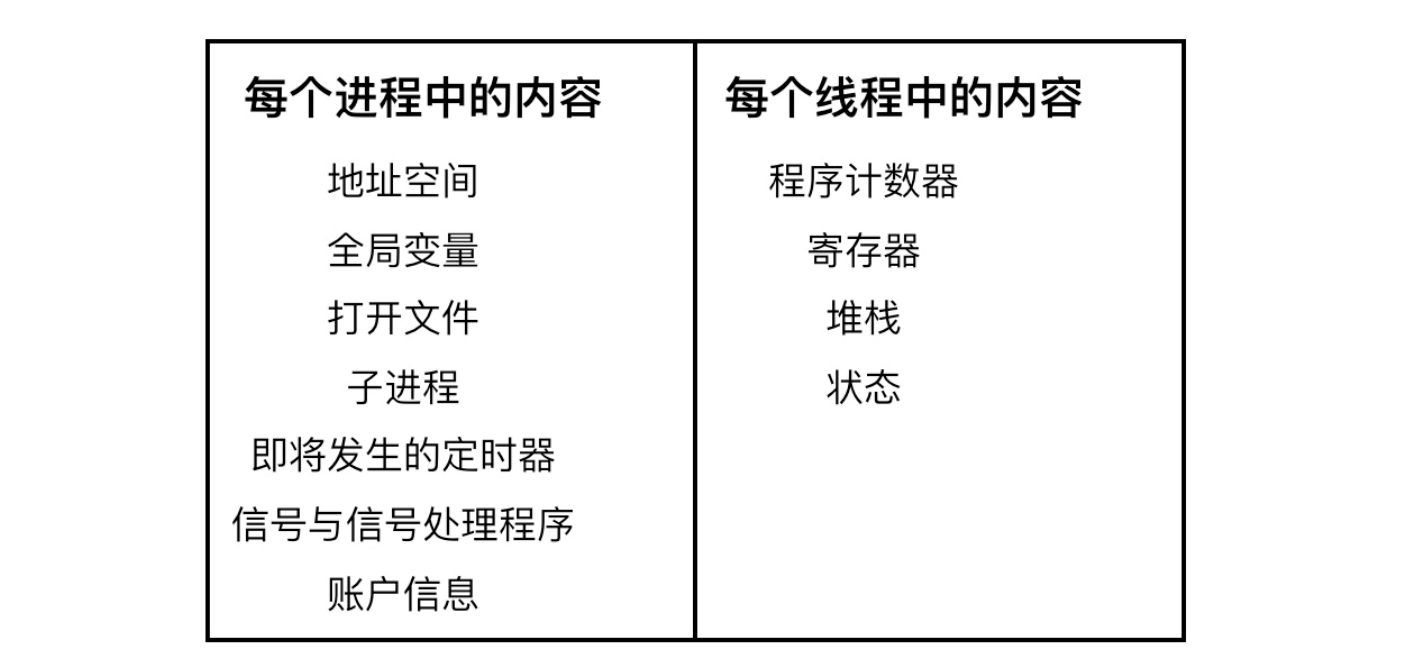 每个进程中的内容
地址空间
全局变量
打开文件
子进程
即将发生的定时器
信号与信号处理程序
账户信息
每个线程中的内容
程序计数器
寄存器
堆栈
状态